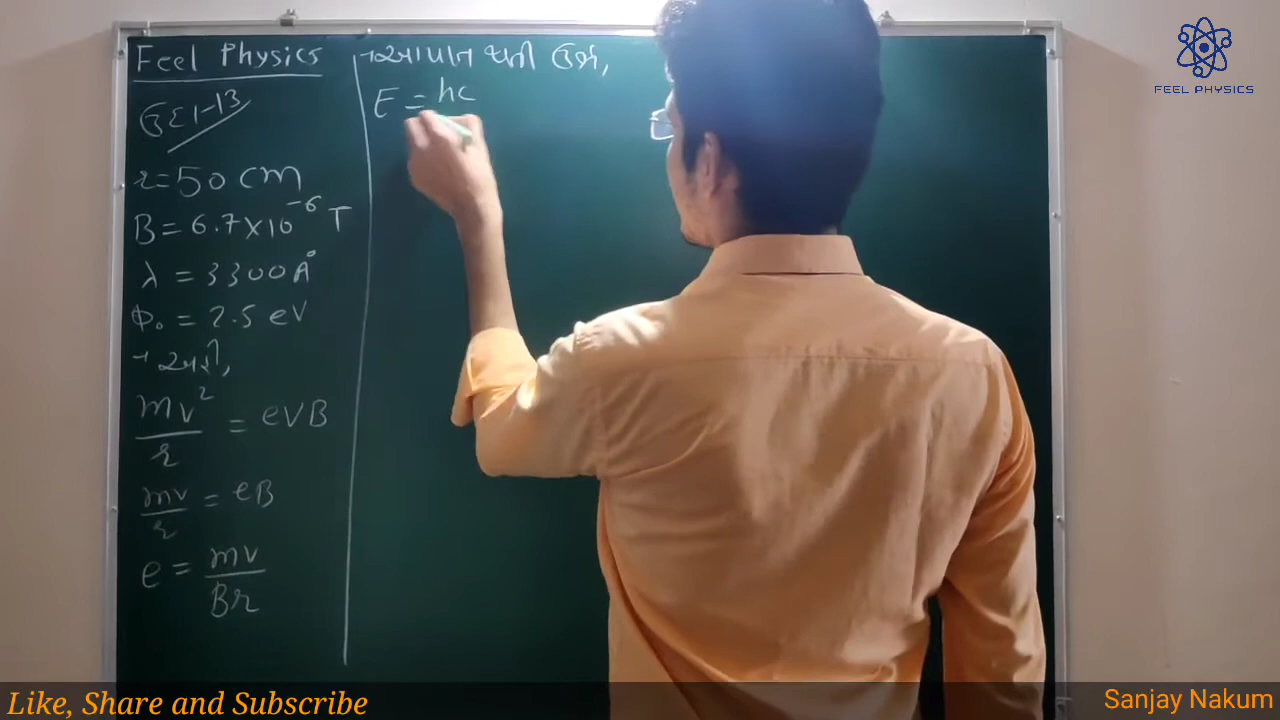 Feel Physics
ઉદા-13
r=50 cm
B = 6.7×10⁻⁶ T
λ = 3300 A°
Φ₀ = 2.5 eV
→ અહી,
mv²/r = evB
mv/r = eB
e = mv/Br
→ આપાત થતી ઉર્જા,
E = hc
FEEL PHYSICS
Like, Share and Subscribe
Sanjay Nakum